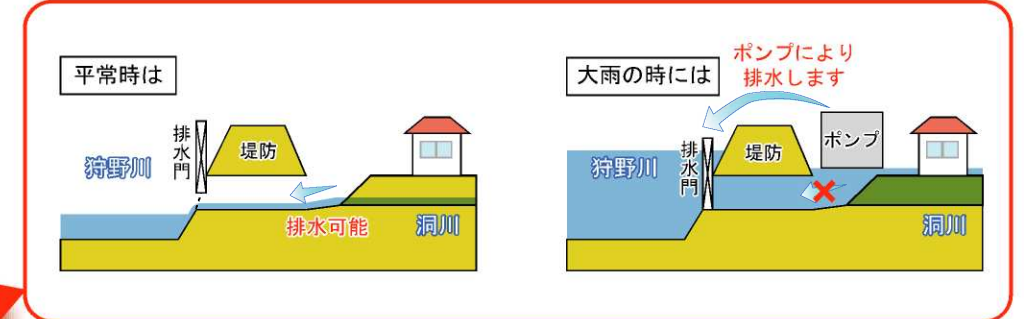 平常時は
排水門
堤防
狩野川
排水可能
洞川
大雨の時には
ポンプにより
排水します
ポンプ
排水門
堤防
狩野川
洞川